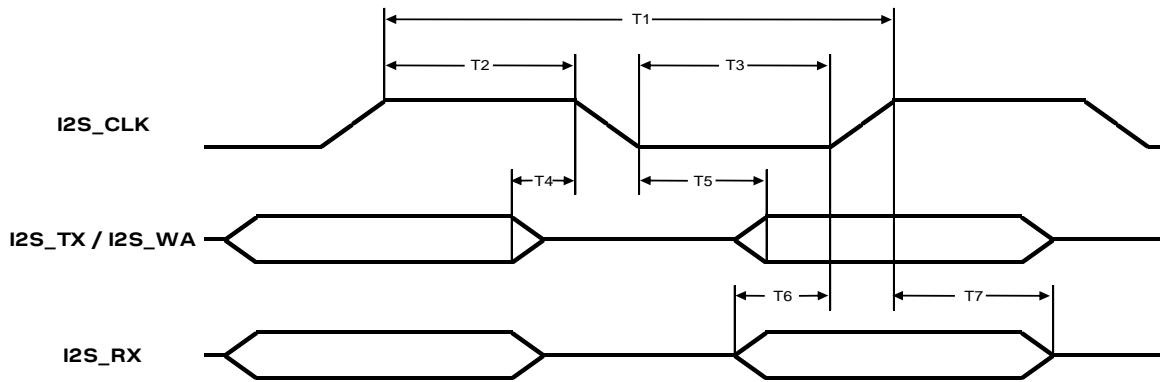 T1
T2
T3
I2S_CLK
T4
T5
I2S_TX / I2S_WA
T6
T7
I2S_RX